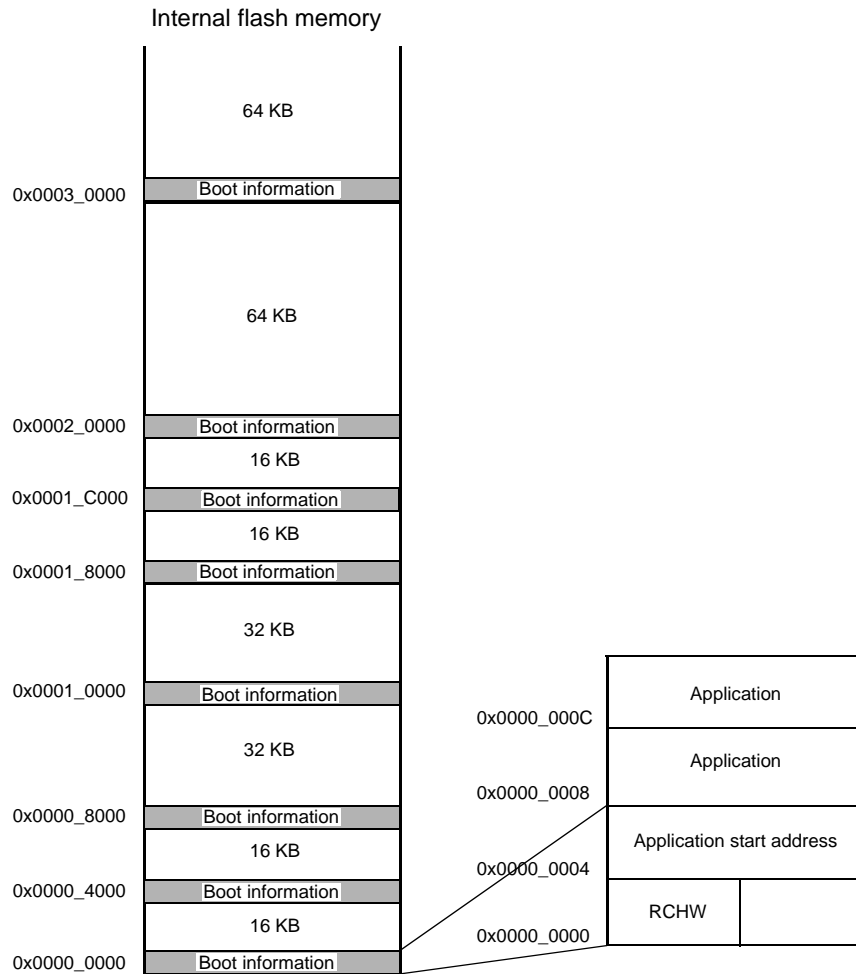 Internal flash memory
64 KB
0x0003_0000
Boot information
64 KB
0x0002_0000
Boot information
16 KB
0x0001_C000
Boot information
16 KB
0x0001_8000
Boot information
32 KB
0x0001_0000
Boot information
32 KB
0x0000_8000
Boot information
16 KB
0x0000_4000
Boot information
16 KB
0x0000_0000
Boot information
Application
0x0000_000C
Application
0x0000_0008
Application start address
0x0000_0004
RCHW
0x0000_0000